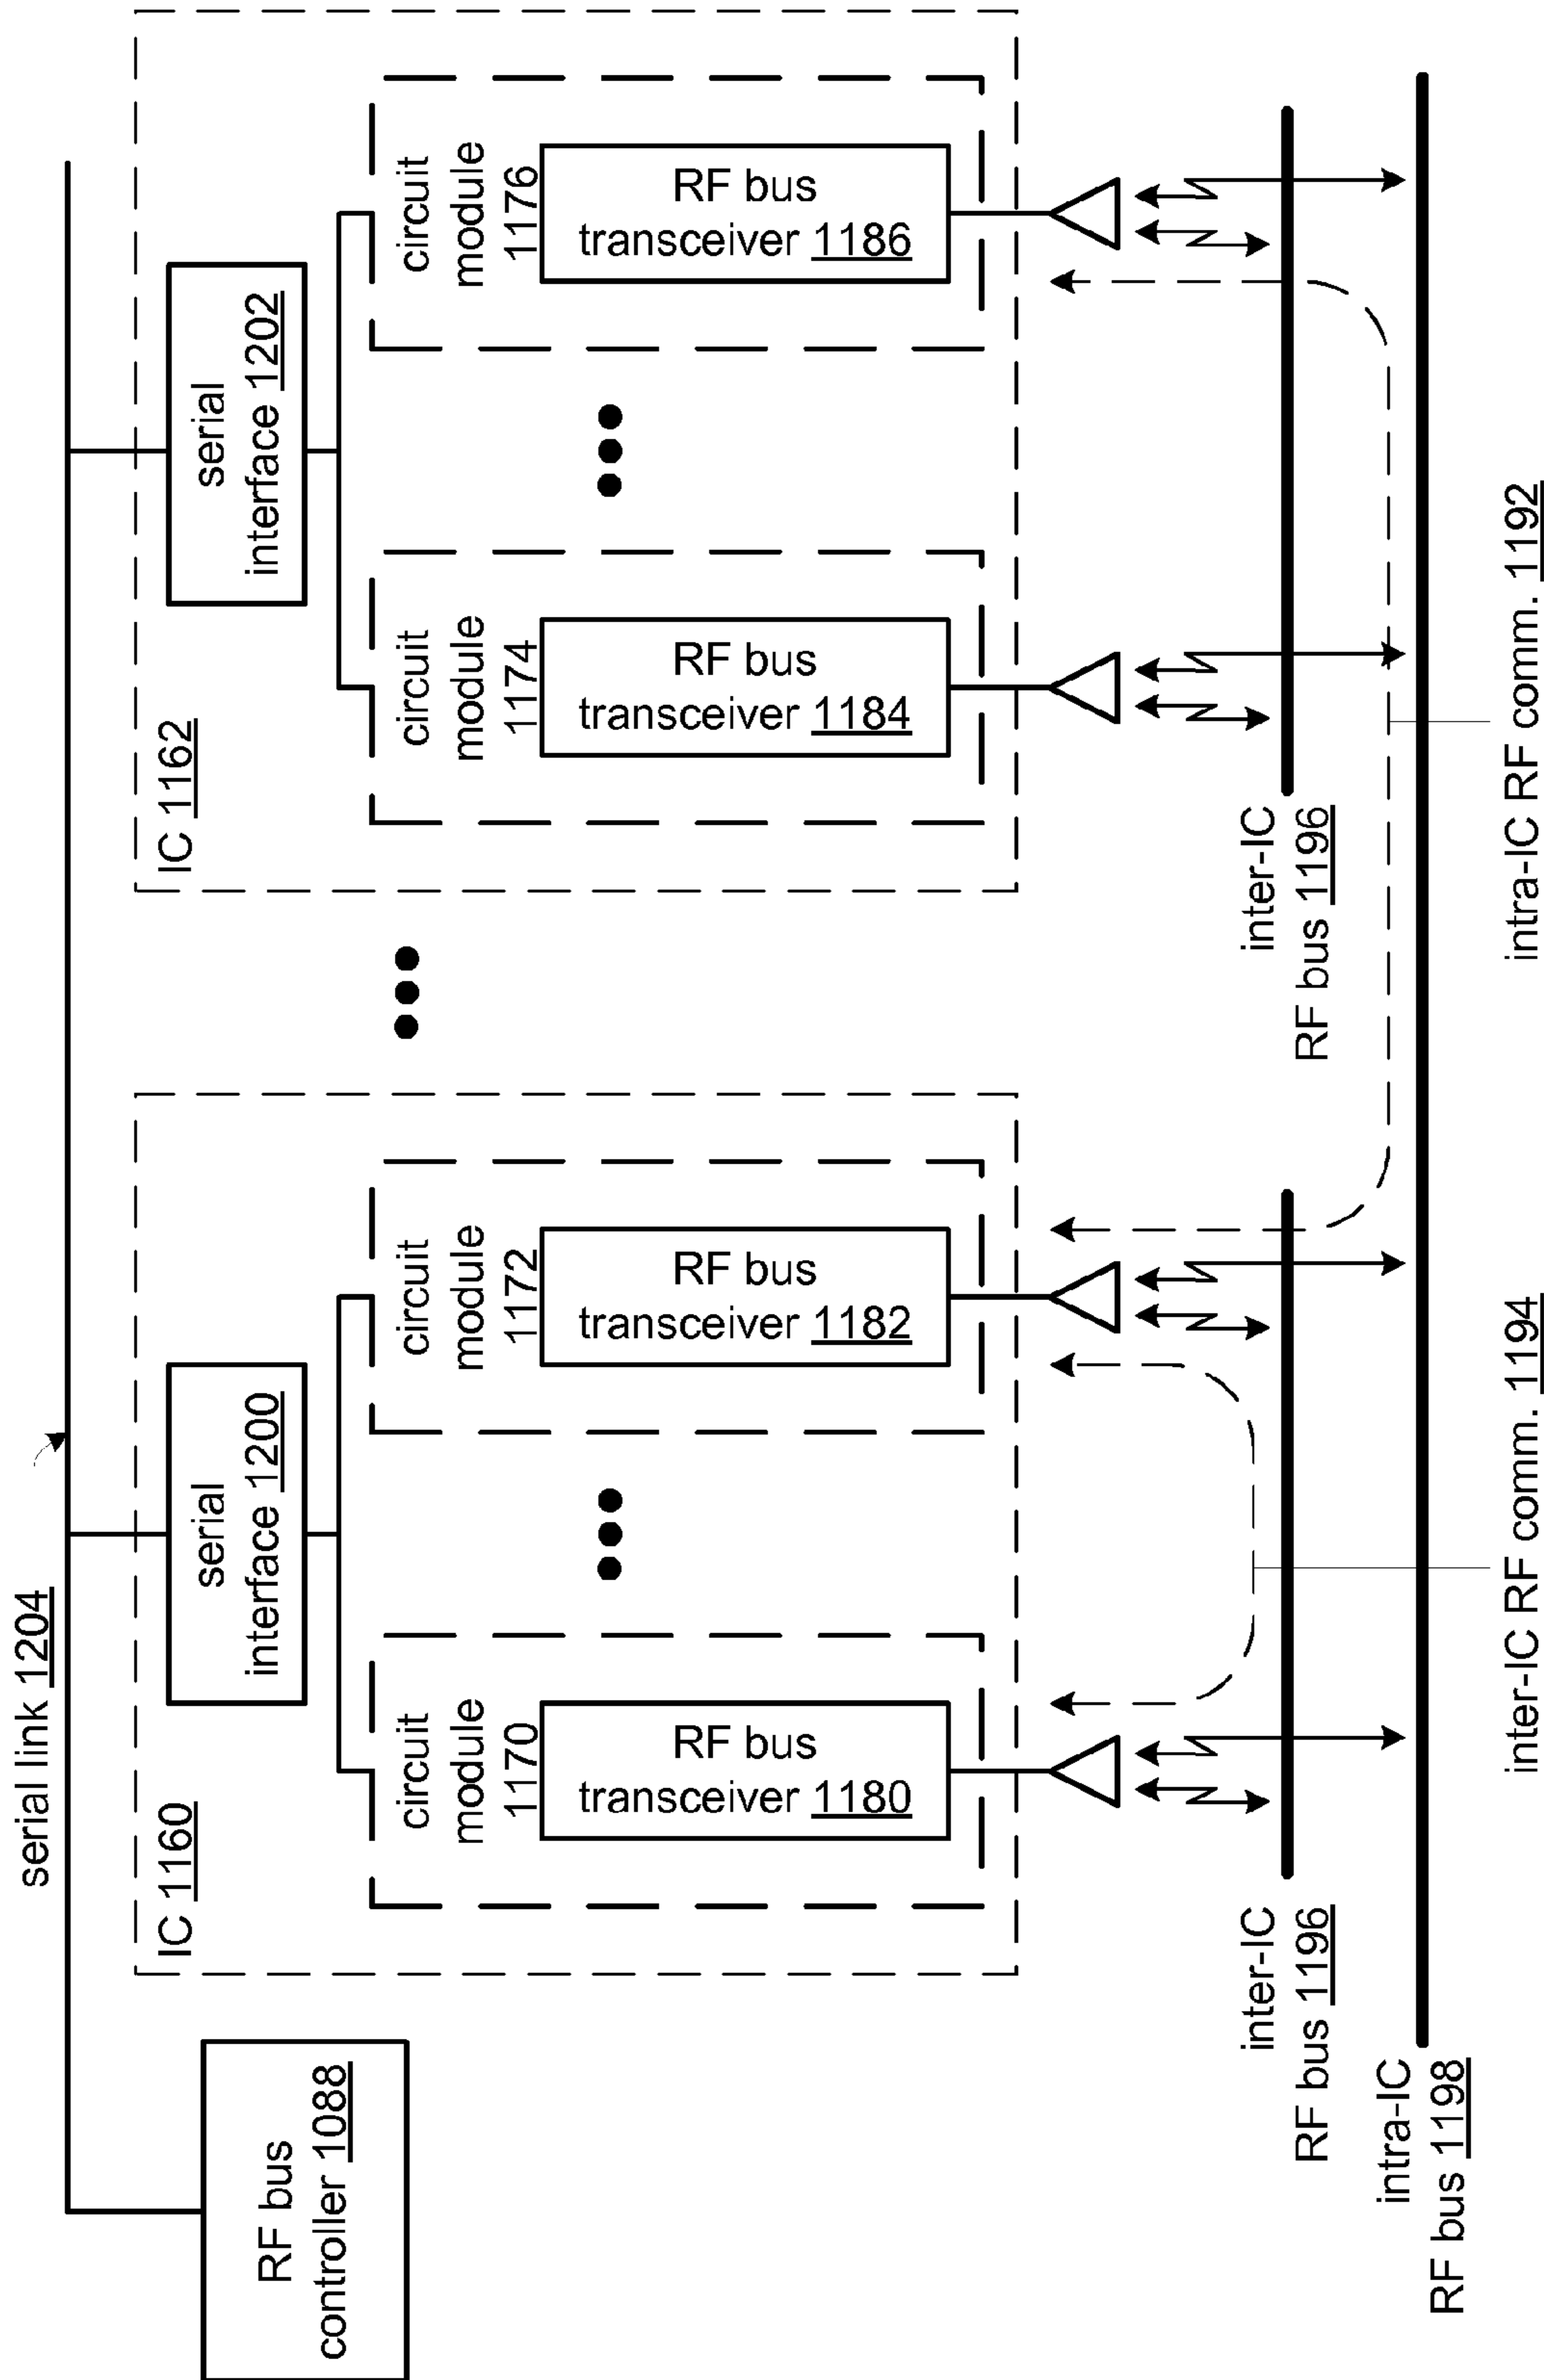 serial link 1204
RF bus
controller 1088
IC 1160
serial
interface 1200
circuit
module
1170
RF bus
transceiver 1180
circuit
module
1172
RF bus
transceiver 1182
IC 1162
serial
interface 1202
circuit
module
1174
RF bus
transceiver 1184
circuit
module
1176
RF bus
transceiver 1186
inter-IC
RF bus 1196
inter-IC
RF bus 1196
intra-IC
RF bus 1198
inter-IC RF comm. 1194
intra-IC RF comm. 1192